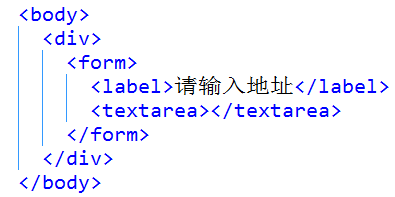 <body>
<div>
<form>
<label>请输入地址</label>
<textarea></textarea>
</form>
</div>
</body>